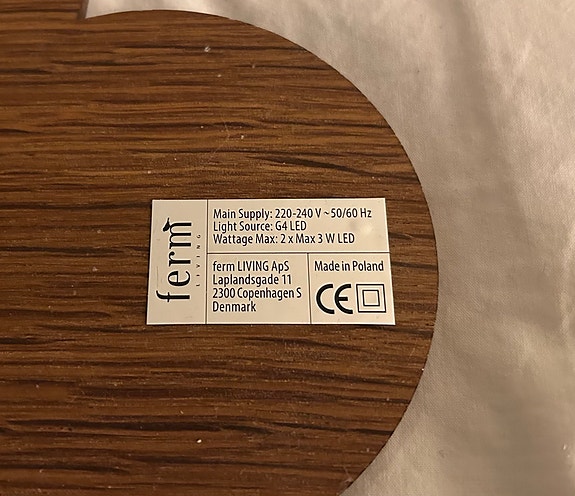 ferm
LIVING
Main Supply: 220-240 V ~ 50/60 Hz
Light Source: G4 LED
Wattage Max: 2 x Max 3 W LED
ferm LIVING ApS
Laplandsgade 11
2300 Copenhagen S
Denmark
Made in Poland
CE